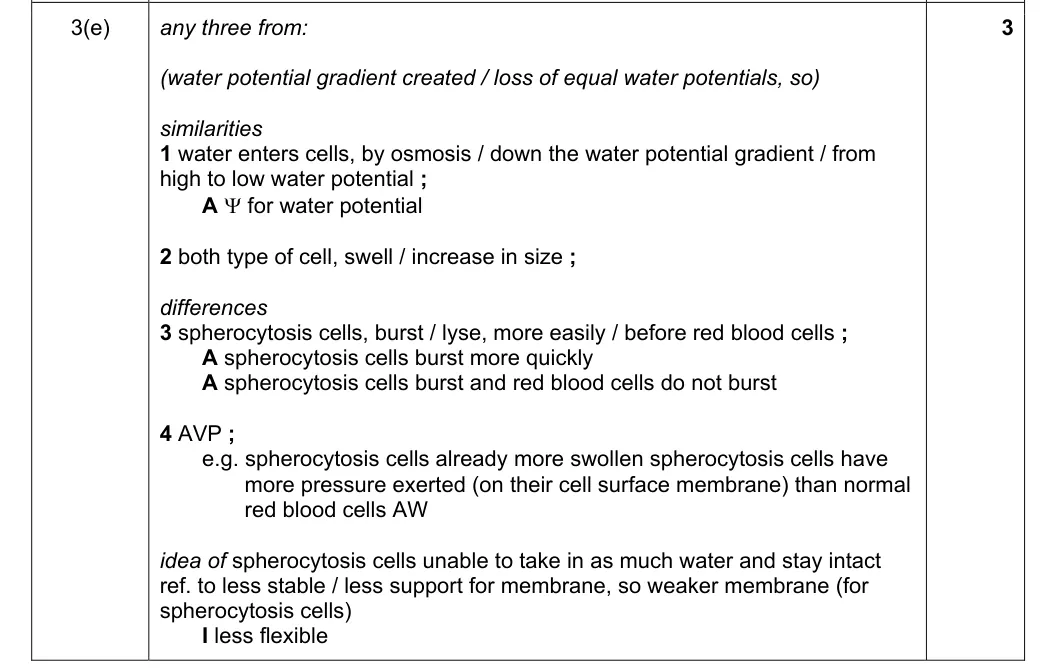 3(e) any three from: 3
(water potential gradient created / loss of equal water potentials, so)
similarities
1 water enters cells, by osmosis / down the water potential gradient / from
high to low water potential ;
A Ψ for water potential
2 both type of cell, swell / increase in size ;
differences
3 spherocytosis cells, burst / lyse, more easily / before red blood cells ;
A spherocytosis cells burst more quickly
A spherocytosis cells burst and red blood cells do not burst
4 AVP ;
e.g. spherocytosis cells already more swollen spherocytosis cells have
more pressure exerted (on their cell surface membrane) than normal
red blood cells AW
idea of spherocytosis cells unable to take in as much water and stay intact
ref. to less stable / less support for membrane, so weaker membrane (for
spherocytosis cells)
I less flexible